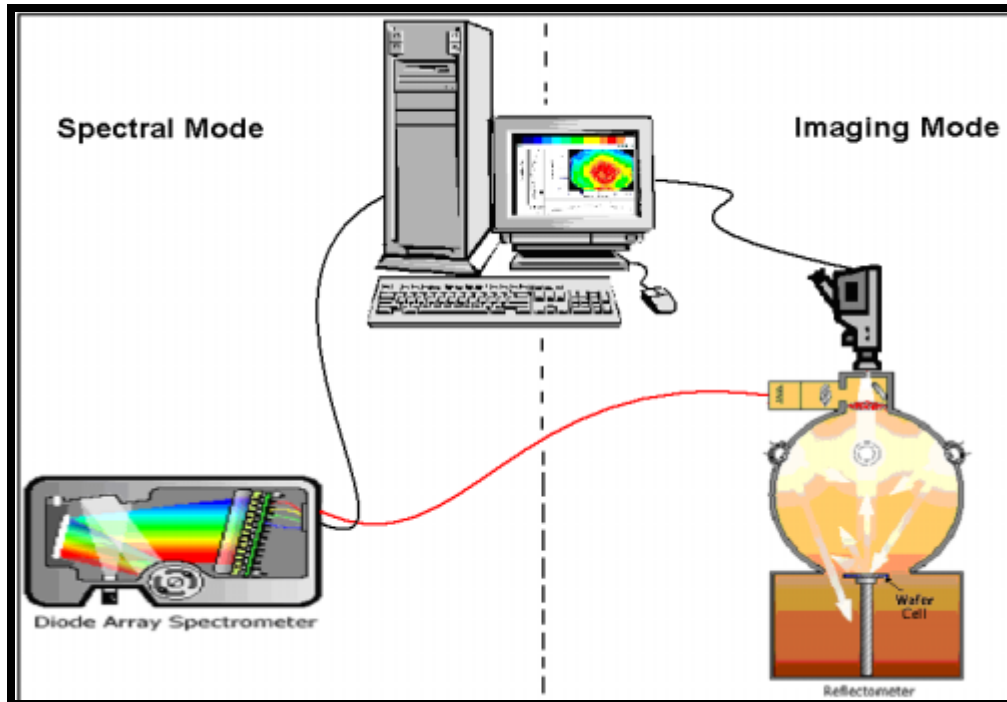 Spectral Mode
Imaging Mode
Diode Array Spectrometer
Wafer
Cell
Reflectometer